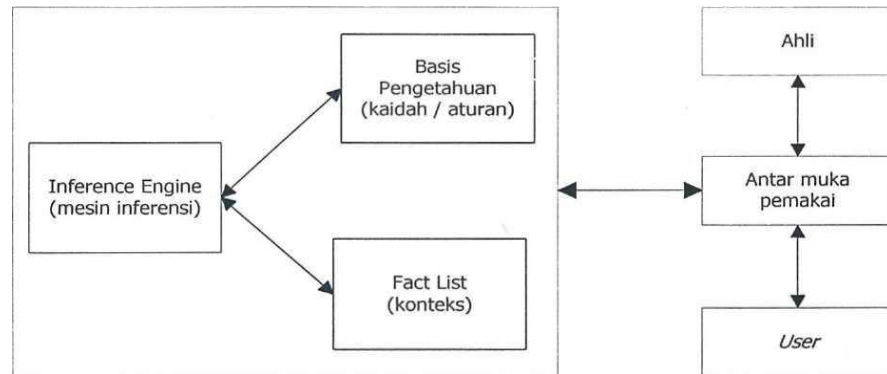 Inference Engine
(mesin inferensi)
Basis
Pengetahuan
(kaidah / aturan)
Fact List
(konteks)
Ahli
Antar muka
pemakai
User